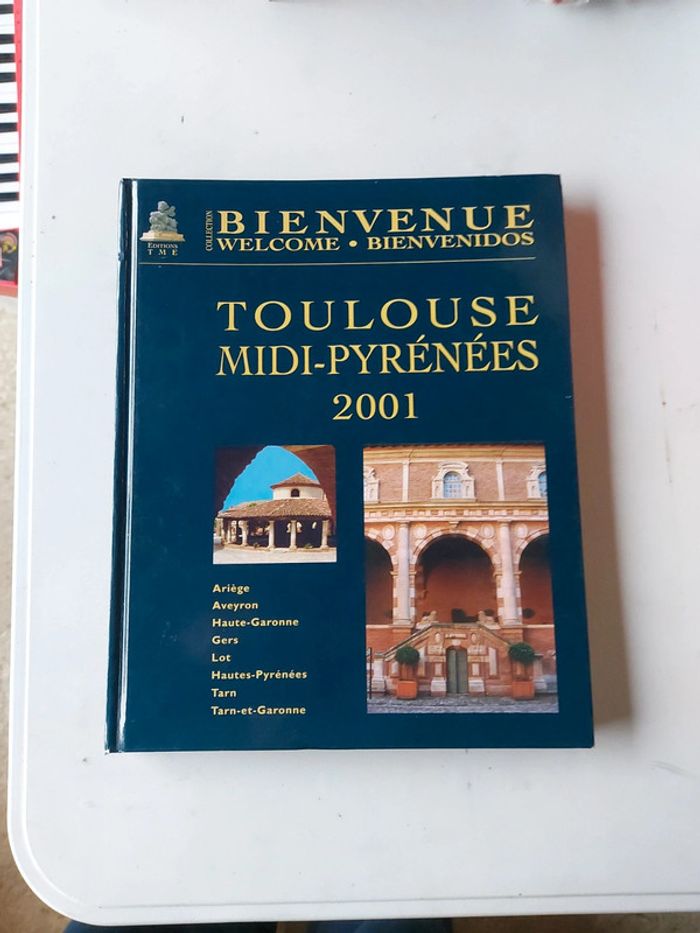 Editions
TME
COLLECTION
BIENVENUE
WELCOME • BIENVENIDOS
TOULOUSE
MIDI-PYRÉNÉES
2001
Ariège
Aveyron
Haute-Garonne
Gers
Lot
Hautes-Pyrénées
Tarn
Tarn-et-Garonne